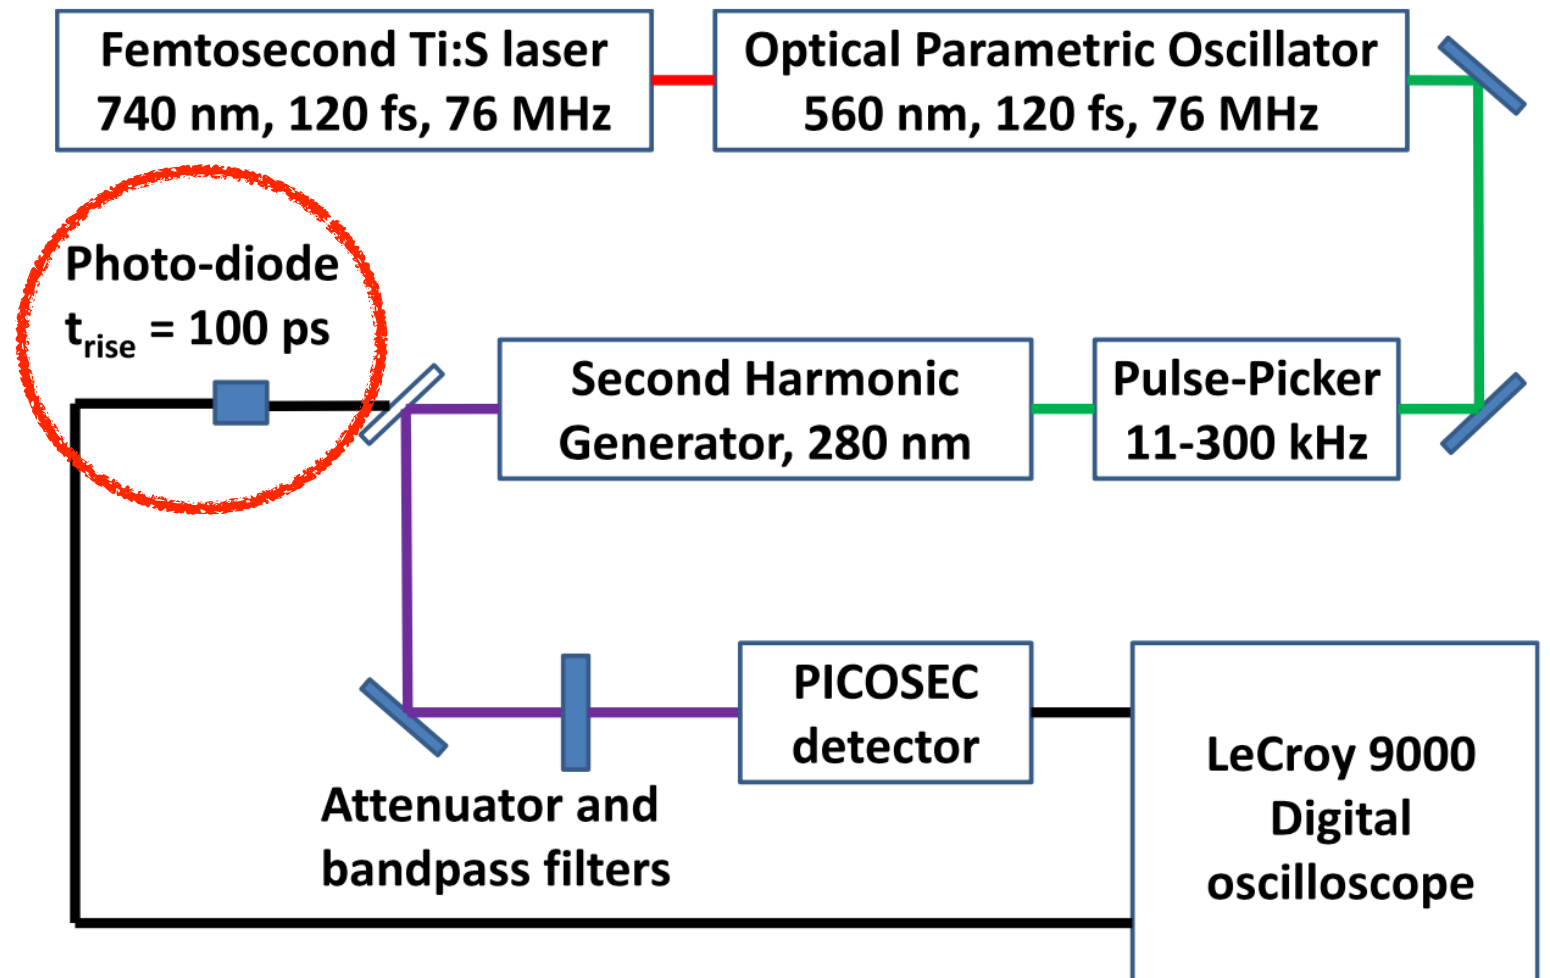 Femtosecond Ti:S laser
740 nm, 120 fs, 76 MHz
Optical Parametric Oscillator
560 nm, 120 fs, 76 MHz
Photo-diode
t_rise = 100 ps
Second Harmonic
Generator, 280 nm
Pulse-Picker
11-300 kHz
PICOSEC
detector
LeCroy 9000
Digital
oscilloscope
Attenuator and
bandpass filters